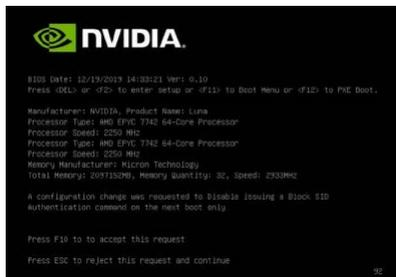 NVIDIA.
BIOS Date: 12/19/2019 14:33:21 Ver: 0.10
Press <DEL> or <F2> to enter setup or <F11> to Boot Menu or <F12> to PXE Boot.
Manufacturer: NVIDIA, Product Name: Luna
Processor Type: AMD EPYC 7742 64-Core Processor
Processor Speed: 2250 MHz
Processor Type: AMD EPYC 7742 64-Core Processor
Processor Speed: 2250 MHz
Memory Manufacturer: Micron Technology
Total Memory: 2097152MB, Memory Quantity: 32, Speed: 2933MHz
A configuration change was requested to Disable issuing a Block SID
Authentication command on the next boot only
Press F10 to to accept this request
Press ESC to reject this request and continue
92